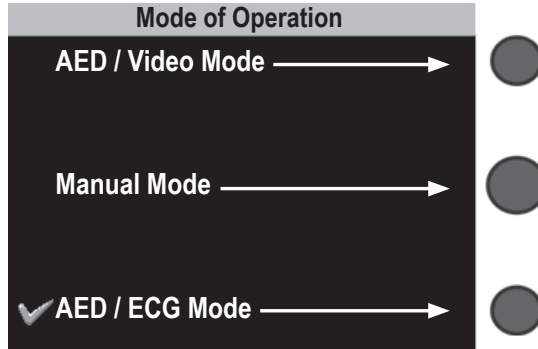 Mode of Operation
AED / Video Mode
Manual Mode
AED / ECG Mode